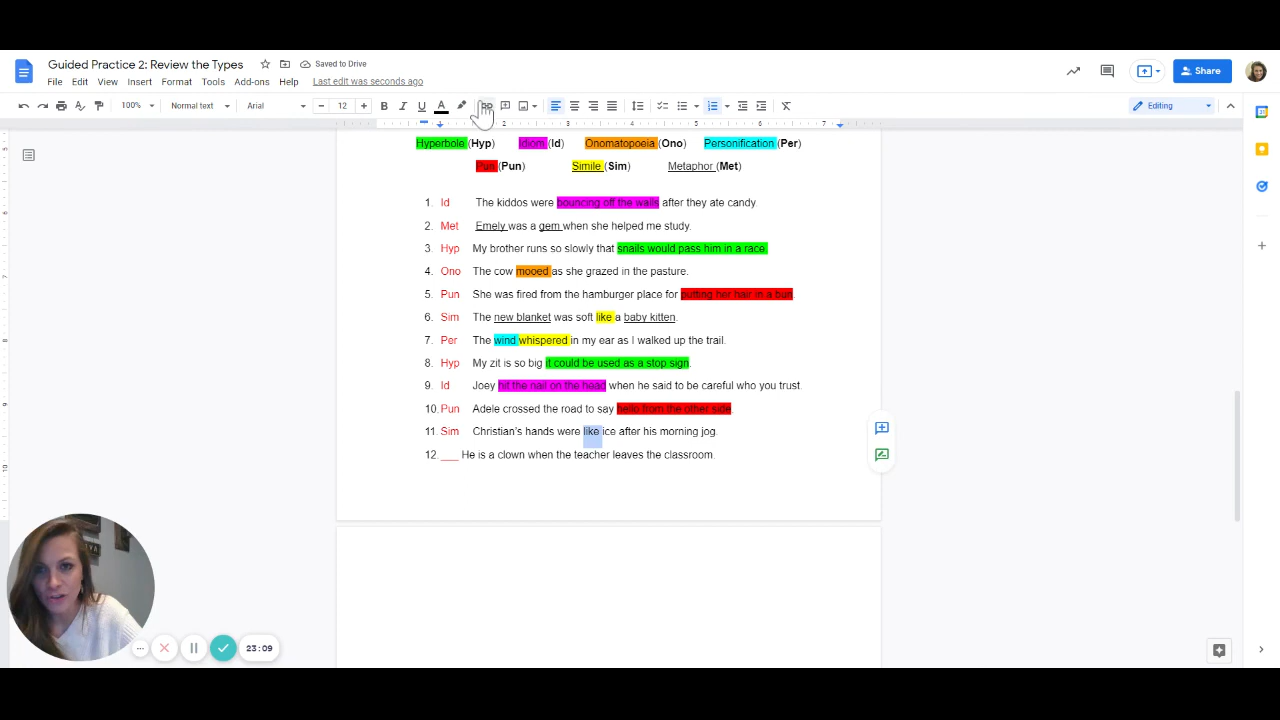 Guided Practice 2: Review the Types
Saved to Drive
Share
File Edit View Insert Format Tools Add-ons Help Last edit was seconds ago
100% Normal text Arial 12 Editing
1 2 3 4 5 6 7
Hyperbole (Hyp) Idiom (Id) Onomatopoeia (Ono) Personification (Per)
Pun (Pun) Simile (Sim) Metaphor (Met)
1. Id The kiddos were bouncing off the walls after they ate candy.
2. Met Emely was a gem when she helped me study.
3. Hyp My brother runs so slowly that snails would pass him in a race.
4. Ono The cow mooed as she grazed in the pasture.
5. Pun She was fired from the hamburger place for putting her hair in a bun.
6. Sim The new blanket was soft like a baby kitten.
7. Per The wind whispered in my ear as I walked up the trail.
8. Hyp My zit is so big it could be used as a stop sign.
9. Id Joey hit the nail on the head when he said to be careful who you trust.
10. Pun Adele crossed the road to say hello from the other side.
11. Sim Christian's hands were like ice after his morning jog.
12. ___ He is a clown when the teacher leaves the classroom.
23:09